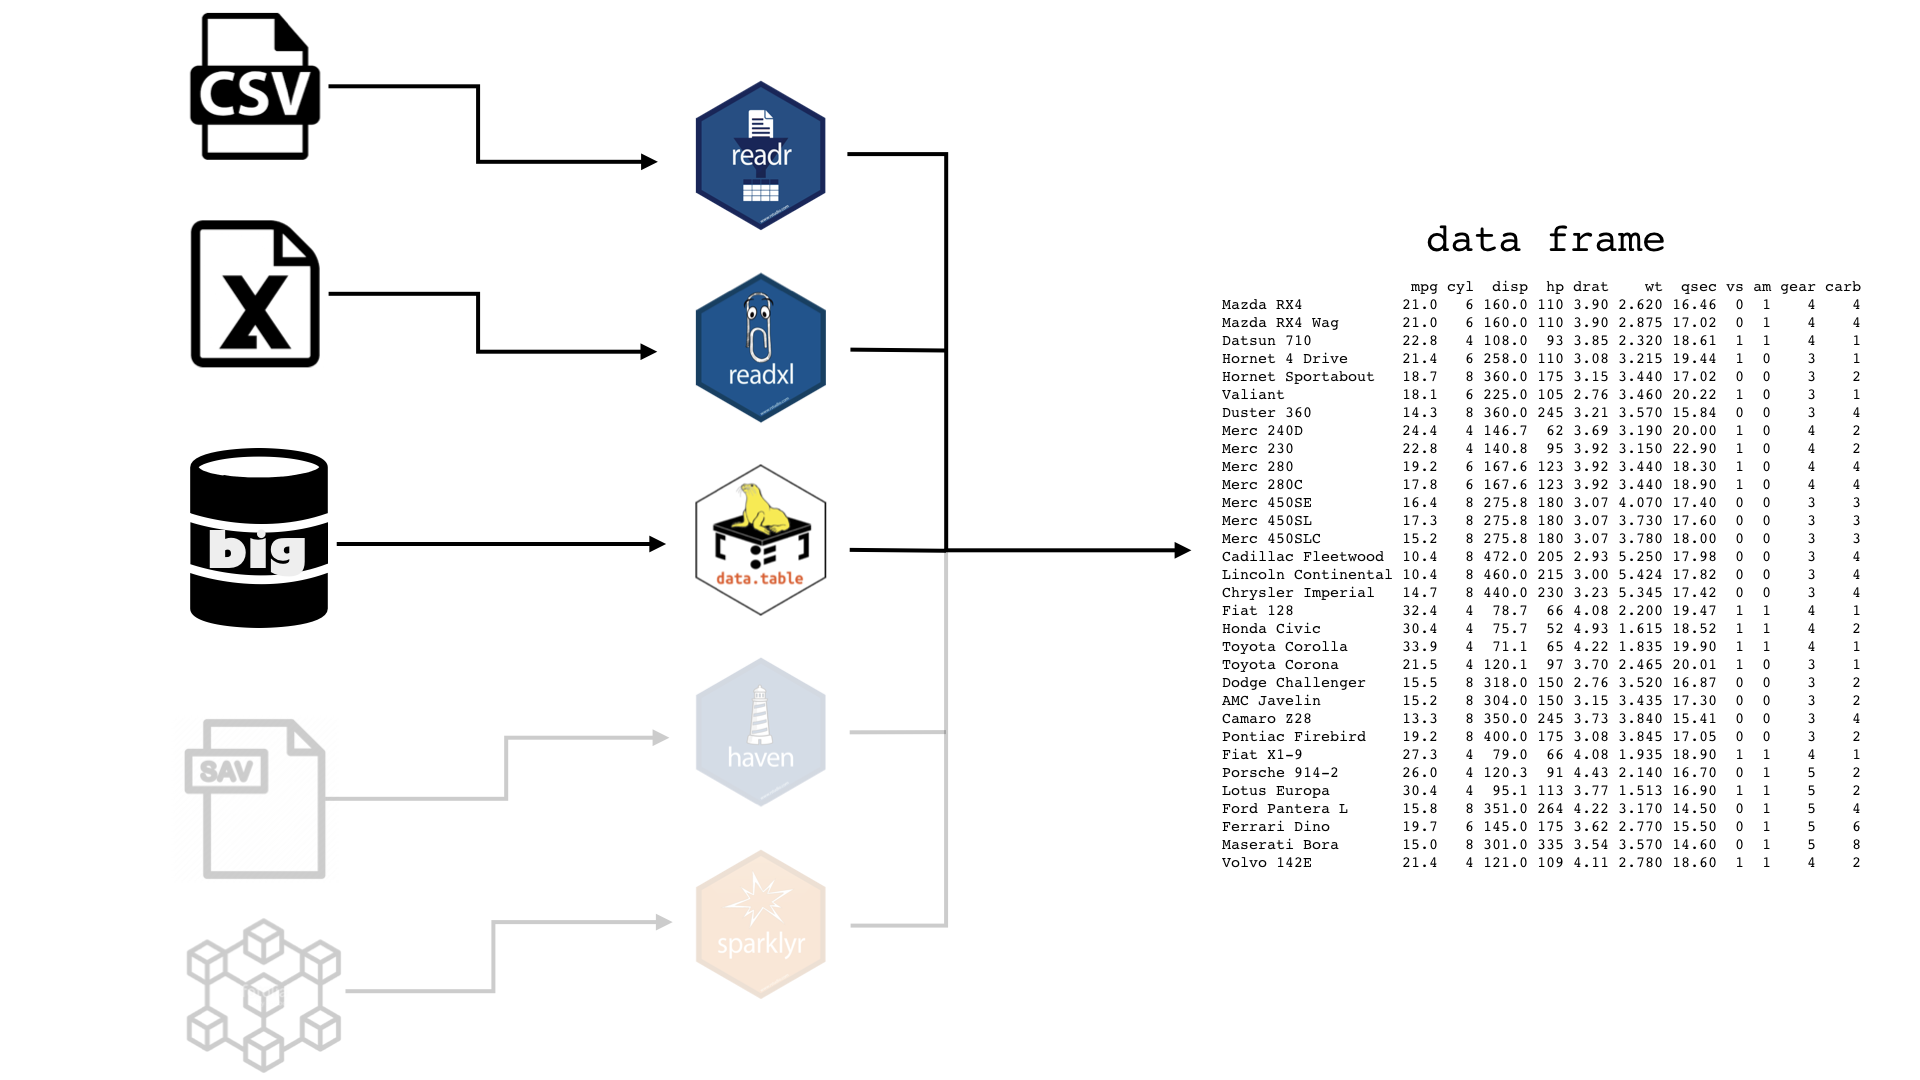 CSV
readr
X
readxl
big
data.table
SAV
haven
sparklyr
data frame
mpg cyl disp hp drat wt qsec vs am gear carb
Mazda RX4 21.0 6 160.0 110 3.90 2.620 16.46 0 1 4 4
Mazda RX4 Wag 21.0 6 160.0 110 3.90 2.875 17.02 0 1 4 4
Datsun 710 22.8 4 108.0 93 3.85 2.320 18.61 1 1 4 1
Hornet 4 Drive 21.4 6 258.0 110 3.08 3.215 19.44 1 0 3 1
Hornet Sportabout 18.7 8 360.0 175 3.15 3.440 17.02 0 0 3 2
Valiant 18.1 6 225.0 105 2.76 3.460 20.22 1 0 3 1
Duster 360 14.3 8 360.0 245 3.21 3.570 15.84 0 0 3 4
Merc 240D 24.4 4 146.7 62 3.69 3.190 20.00 1 0 4 2
Merc 230 22.8 4 140.8 95 3.92 3.150 22.90 1 0 4 2
Merc 280 19.2 6 167.6 123 3.92 3.440 18.30 1 0 4 4
Merc 280C 17.8 6 167.6 123 3.92 3.440 18.90 1 0 4 4
Merc 450SE 16.4 8 275.8 180 3.07 4.070 17.40 0 0 3 3
Merc 450SL 17.3 8 275.8 180 3.07 3.730 17.60 0 0 3 3
Merc 450SLC 15.2 8 275.8 180 3.07 3.780 18.00 0 0 3 3
Cadillac Fleetwood 10.4 8 472.0 205 2.93 5.250 17.98 0 0 3 4
Lincoln Continental 10.4 8 460.0 215 3.00 5.424 17.82 0 0 3 4
Chrysler Imperial 14.7 8 440.0 230 3.23 5.345 17.42 0 0 3 4
Fiat 128 32.4 4 78.7 66 4.08 2.200 19.47 1 1 4 1
Honda Civic 30.4 4 75.7 52 4.93 1.615 18.52 1 1 4 2
Toyota Corolla 33.9 4 71.1 65 4.22 1.835 19.90 1 1 4 1
Toyota Corona 21.5 4 120.1 97 3.70 2.465 20.01 1 0 3 1
Dodge Challenger 15.5 8 318.0 150 2.76 3.520 16.87 0 0 3 2
AMC Javelin 15.2 8 304.0 150 3.15 3.435 17.30 0 0 3 2
Camaro Z28 13.3 8 350.0 245 3.73 3.840 15.41 0 0 3 4
Pontiac Firebird 19.2 8 400.0 175 3.08 3.845 17.05 0 0 3 2
Fiat X1-9 27.3 4 79.0 66 4.08 1.935 18.90 1 1 4 1
Porsche 914-2 26.0 4 120.3 91 4.43 2.140 16.70 0 1 5 2
Lotus Europa 30.4 4 95.1 113 3.77 1.513 16.90 1 1 5 2
Ford Pantera L 15.8 8 351.0 264 4.22 3.170 14.50 0 1 5 4
Ferrari Dino 19.7 6 145.0 175 3.62 2.770 15.50 0 1 5 6
Maserati Bora 15.0 8 301.0 335 3.54 3.570 14.60 0 1 5 8
Volvo 142E 21.4 4 121.0 109 4.11 2.780 18.60 1 1 4 2